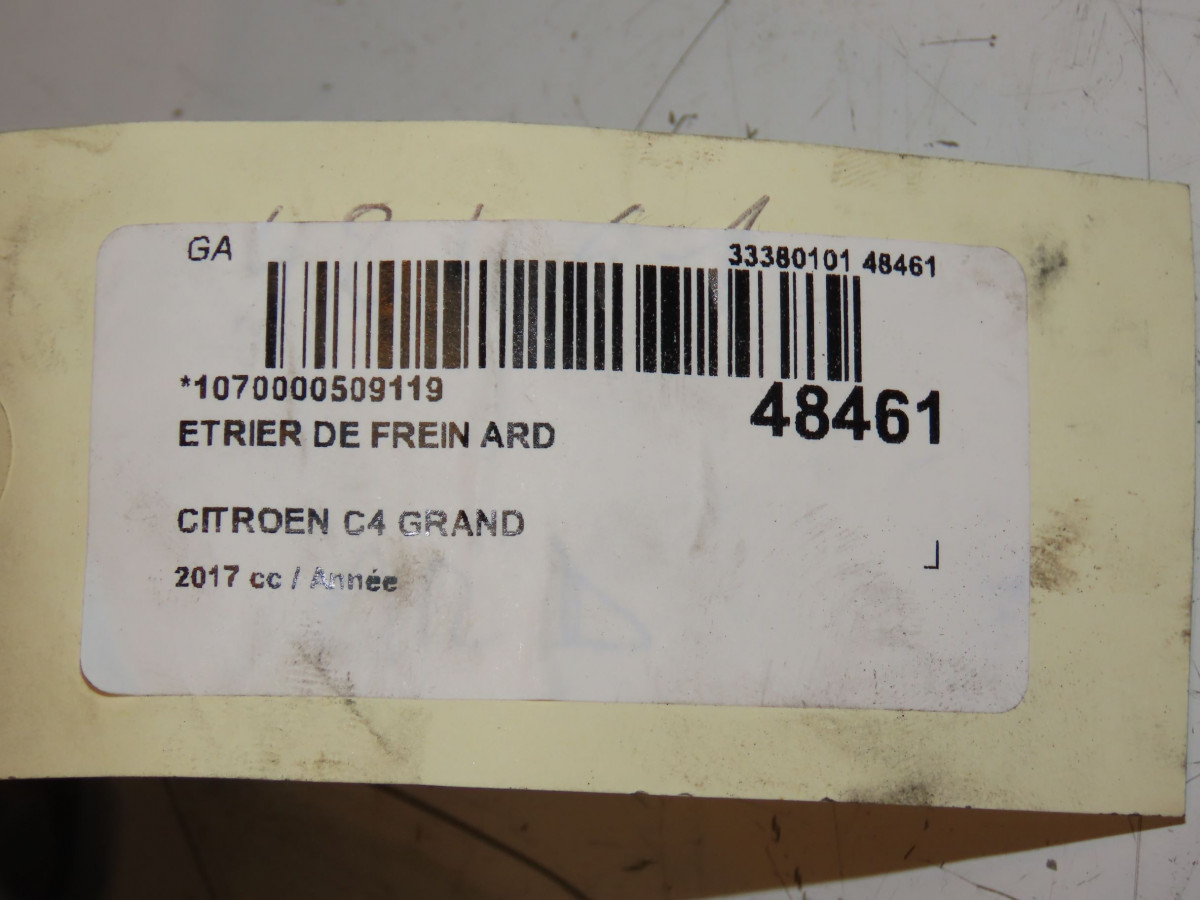 GA
33380101 48461
*1070000509119
48461
ETRIER DE FREIN ARD
CITROEN C4 GRAND
2017 cc / Année